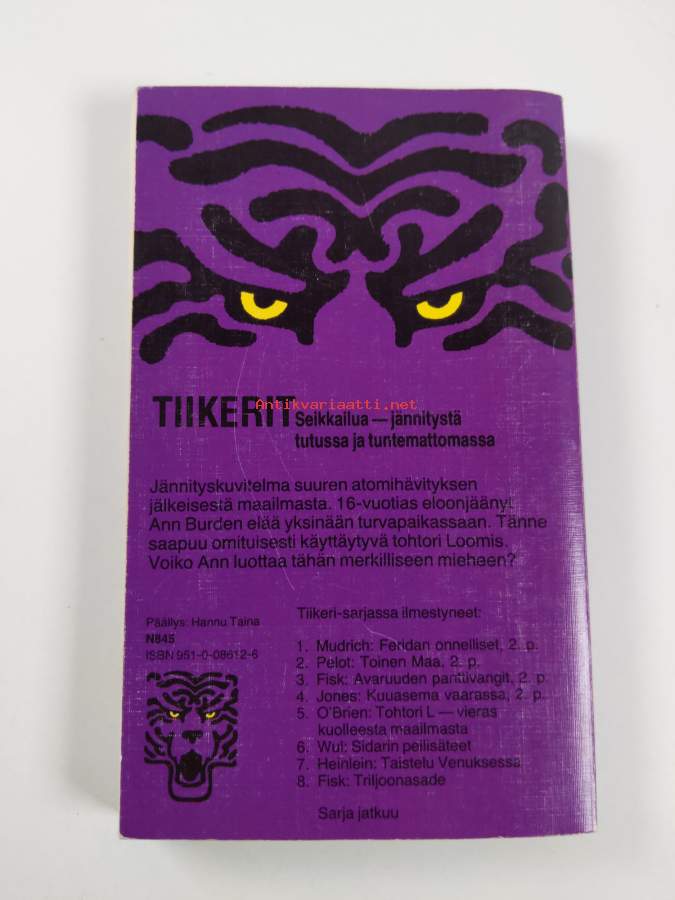 TIIKERIT
Antikvariaatti.net
Seikkailua — jännitystä
tutussa ja tuntemattomassa
Jännityskuvitelma suuren atomihävityksen
jälkeisestä maailmasta. 16-vuotias eloonjäänyt
Ann Burden elää yksinään turvapaikassaan. Tänne
saapuu omituisesti käyttäytyvä tohtori Loomis.
Voiko Ann luottaa tähän merkilliseen mieheen?
Päällys: Hannu Taina
N845
ISBN 951-0-08612-6
Tiikeri-sarjassa ilmestyneet:
1. Mudrich: Feridan onnelliset, 2. p.
2. Pelot: Toinen Maa, 2. p.
3. Fisk: Avaruuden panttivangit, 2. p.
4. Jones: Kuuasema vaarassa, 2. p.
5. O'Brien: Tohtori L — vieras
kuolleesta maailmasta
6. Wul: Sidarin peilisäteet
7. Heinlein: Taistelu Venuksessa
8. Fisk: Triljoonasade
Sarja jatkuu